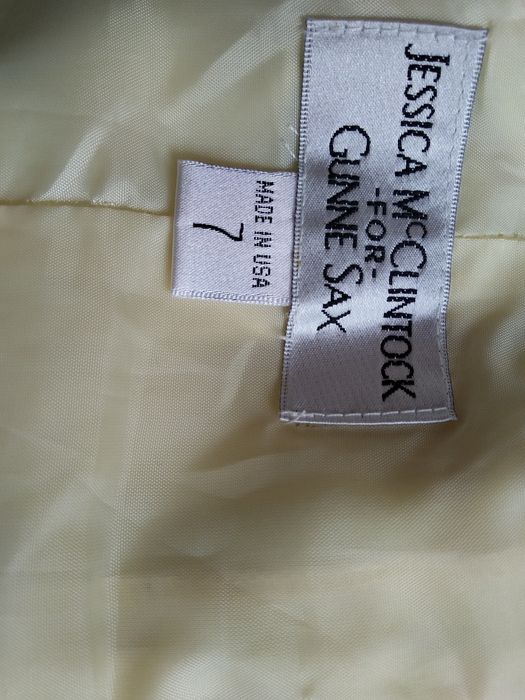 JESSICA MCCLINTOCK
-FOR-
GUNNE SAX
MADE IN USA
7